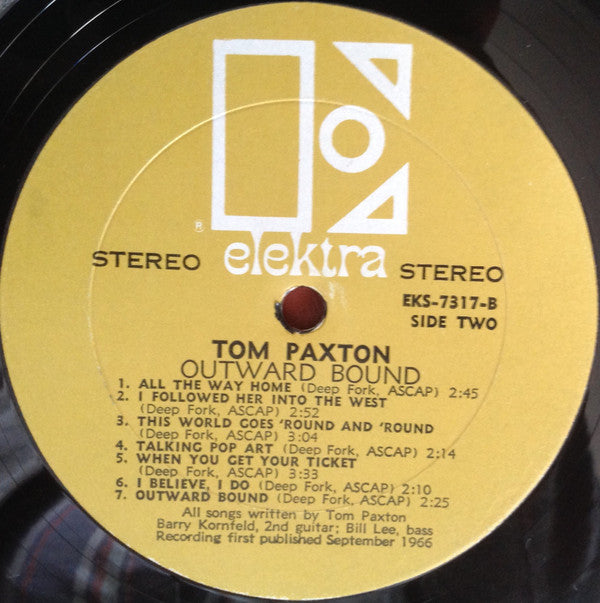 ®
elektra
STEREO STEREO
EKS-7317-B
SIDE TWO
TOM PAXTON
OUTWARD BOUND
1. ALL THE WAY HOME (Deep Fork, ASCAP) 2:45
2. I FOLLOWED HER INTO THE WEST
(Deep Fork, ASCAP) 2:52
3. THIS WORLD GOES 'ROUND AND 'ROUND
(Deep Fork, ASCAP) 3:04
4. TALKING POP ART (Deep Fork, ASCAP) 2:14
5. WHEN YOU GET YOUR TICKET
(Deep Fork, ASCAP) 3:33
6. I BELIEVE, I DO (Deep Fork, ASCAP) 2:10
7. OUTWARD BOUND (Deep Fork, ASCAP) 2:25
All songs written by Tom Paxton
Barry Kornfeld, 2nd guitar; Bill Lee, bass
Recording first published September 1966